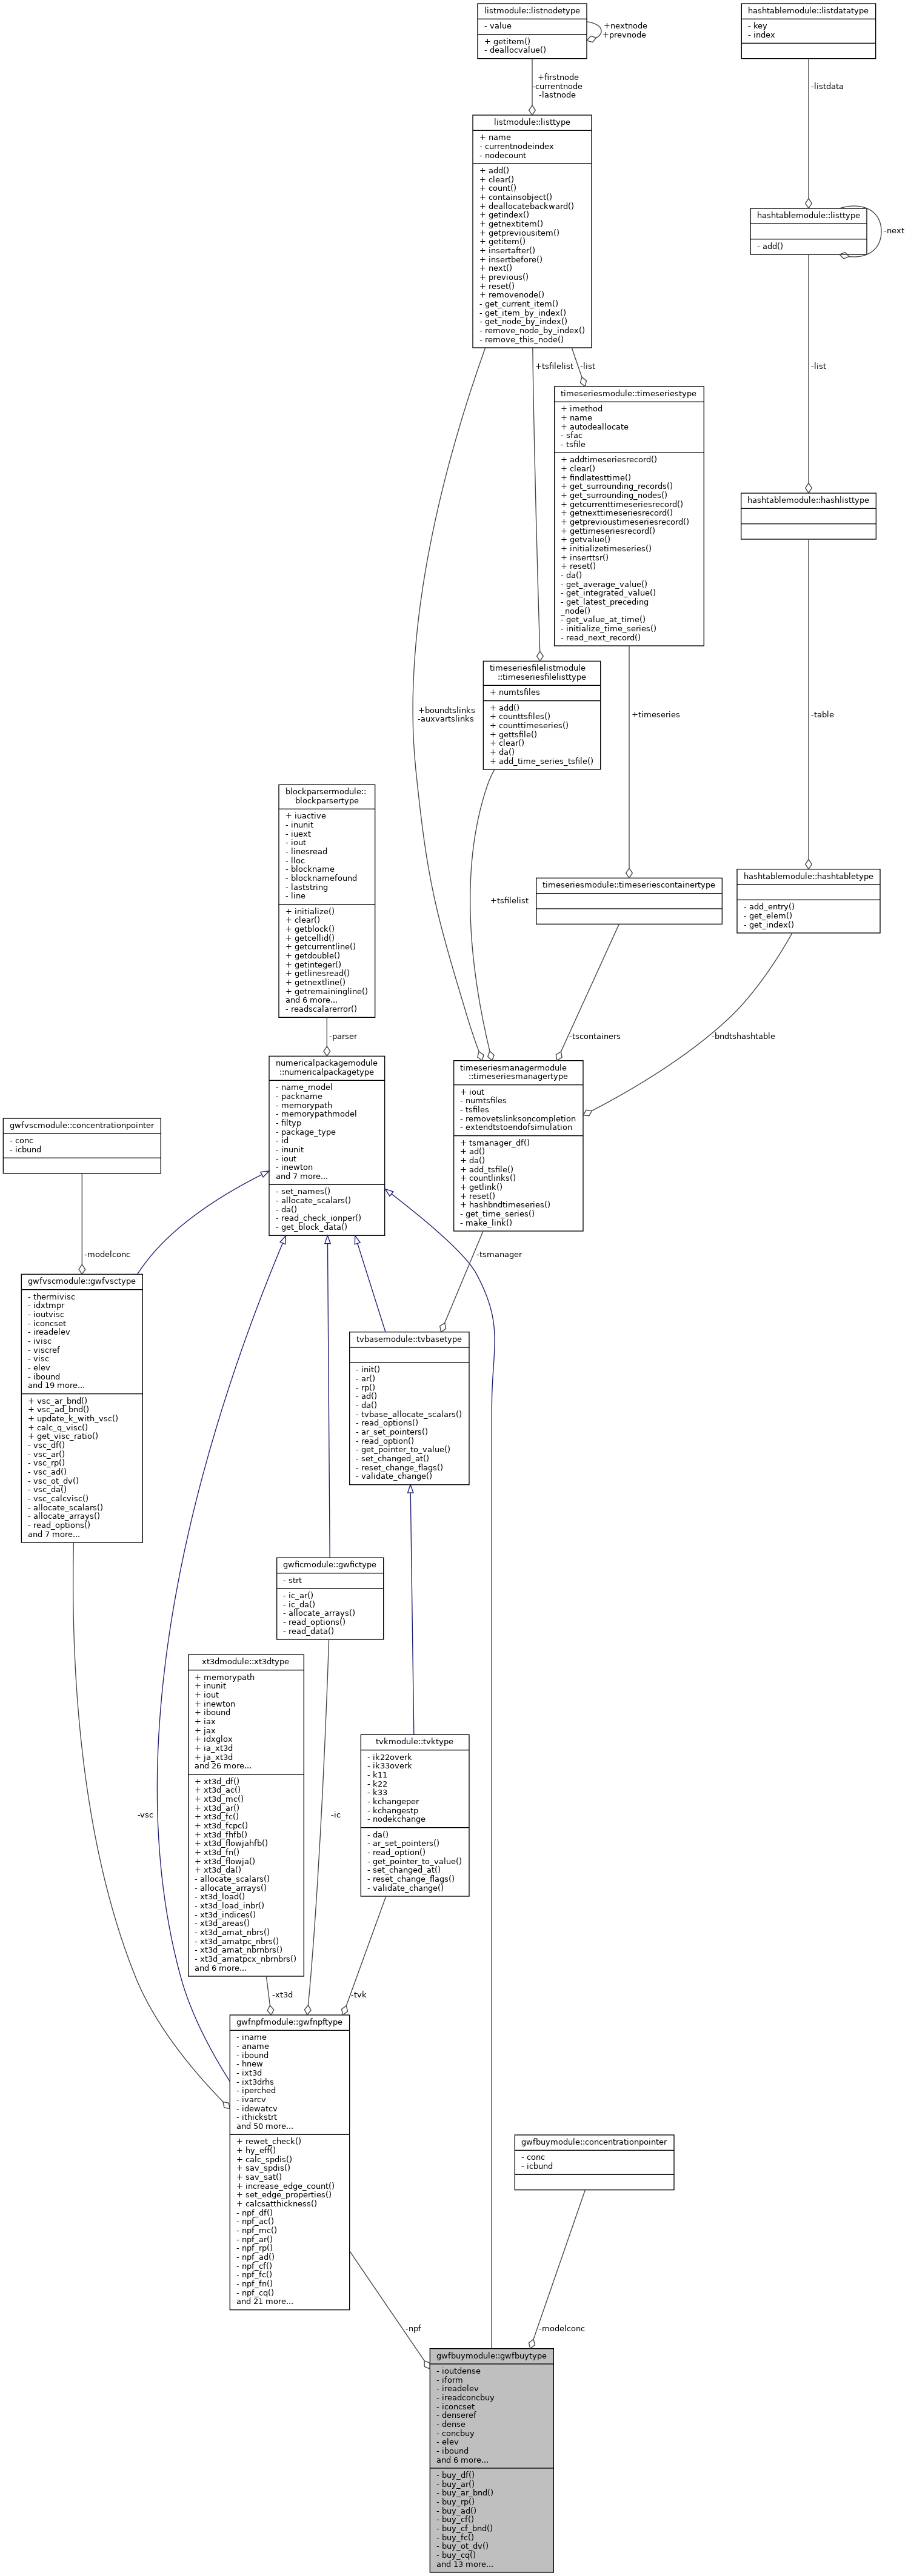 listmodule::listnodetype
- value
+ getitem()
- deallocvalue()
+nextnode
+prevnode
hashtablemodule::listdatatype
- key
- index
+firstnode
-currentnode
-lastnode
-listdata
listmodule::listtype
+ name
- currentnodeindex
- nodecount
+ add()
+ clear()
+ count()
+ containsobject()
+ deallocatebackward()
+ getindex()
+ getnextitem()
+ getpreviousitem()
+ getitem()
+ insertafter()
+ insertbefore()
+ next()
+ previous()
+ reset()
+ removenode()
- get_current_item()
- get_item_by_index()
- get_node_by_index()
- remove_node_by_index()
- remove_this_node()
hashtablemodule::listtype
- add()
-next
+tsfilelist
-list
-list
timeseriesmodule::timeseriestype
+ imethod
+ name
+ autodeallocate
- sfac
- tsfile
+ addtimeseriesrecord()
+ clear()
+ findlatesttime()
+ get_surrounding_records()
+ get_surrounding_nodes()
+ getcurrenttimeseriesrecord()
+ getnexttimeseriesrecord()
+ getprevioustimeseriesrecord()
+ gettimeseriesrecord()
+ getvalue()
+ initializetimeseries()
+ inserttsr()
+ reset()
- da()
- get_average_value()
- get_integrated_value()
- get_latest_preceding
_node()
- get_value_at_time()
- initialize_time_series()
- read_next_record()
hashtablemodule::hashlisttype
timeseriesfilelistmodule
::timeseriesfilelisttype
+ numtsfiles
+ add()
+ counttsfiles()
+ counttimeseries()
+ gettsfile()
+ clear()
+ da()
+ add_time_series_tsfile()
+boundtslinks
-auxvartslinks
+timeseries
-table
blockparsermodule::
blockparsertype
+ iuactive
- inunit
- iuext
- iout
- linesread
- lloc
- blockname
- blocknamefound
- laststring
- line
+ initialize()
+ clear()
+ getblock()
+ getcellid()
+ getcurrentline()
+ getdouble()
+ getinteger()
+ getlinesread()
+ getnextline()
+ getremainingline()
and 6 more...
- readscalarerror()
+tsfilelist
timeseriesmodule::timeseriescontainertype
hashtablemodule::hashtabletype
- add_entry()
- get_elem()
- get_index()
-parser
-tscontainers
-bndtshashtable
numericalpackagemodule
::numericalpackagetype
- name_model
- packname
- memorypath
- memorypathmodel
- filtyp
- package_type
- id
- inunit
- iout
- inewton
and 7 more...
- set_names()
- allocate_scalars()
- da()
- read_check_ionper()
- get_block_data()
timeseriesmanagermodule
::timeseriesmanagertype
+ iout
- numtsfiles
- tsfiles
- removetslinksoncompletion
- extendtstoendofsimulation
+ tsmanager_df()
+ ad()
+ da()
+ add_tsfile()
+ countlinks()
+ getlink()
+ reset()
+ hashbndtimeseries()
- get_time_series()
- make_link()
gwfvscmodule::concentrationpointer
- conc
- icbund
-modelconc
-tsmanager
gwfvscmodule::gwfvsctype
- thermivisc
- idxtmpr
- ioutvisc
- iconcset
- ireadelev
- ivisc
- viscref
- visc
- elev
- ibound
and 19 more...
+ vsc_ar_bnd()
+ vsc_ad_bnd()
+ update_k_with_vsc()
+ calc_q_visc()
+ get_visc_ratio()
- vsc_df()
- vsc_ar()
- vsc_rp()
- vsc_ad()
- vsc_ot_dv()
- vsc_da()
- vsc_calcvisc()
- allocate_scalars()
- allocate_arrays()
- read_options()
and 7 more...
tvbasemodule::tvbasetype
- init()
- ar()
- rp()
- ad()
- da()
- tvbase_allocate_scalars()
- read_options()
- ar_set_pointers()
- read_option()
- get_pointer_to_value()
- set_changed_at()
- reset_change_flags()
- validate_change()
gwficmodule::gwfictype
- strt
- ic_ar()
- ic_da()
- allocate_arrays()
- read_options()
- read_data()
xt3dmodule::xt3dtype
+ memorypath
+ inunit
+ iout
+ inewton
+ ibound
+ iax
+ jax
+ idxglox
+ ia_xt3d
+ ja_xt3d
and 26 more...
+ xt3d_df()
+ xt3d_ac()
+ xt3d_mc()
+ xt3d_ar()
+ xt3d_fc()
+ xt3d_fcpc()
+ xt3d_fhfb()
+ xt3d_flowjahfb()
+ xt3d_fn()
+ xt3d_flowja()
+ xt3d_da()
- allocate_scalars()
- allocate_arrays()
- xt3d_load()
- xt3d_load_inbr()
- xt3d_indices()
- xt3d_areas()
- xt3d_amat_nbrs()
- xt3d_amatpc_nbrs()
- xt3d_amat_nbrnbrs()
- xt3d_amatpcx_nbrnbrs()
and 6 more...
tvkmodule::tvktype
- ik22overk
- ik33overk
- k11
- k22
- k33
- kchangeper
- kchangestp
- nodekchange
- da()
- ar_set_pointers()
- read_option()
- get_pointer_to_value()
- set_changed_at()
- reset_change_flags()
- validate_change()
-vsc
-ic
-xt3d
-tvk
gwfnpfmodule::gwfnpftype
- iname
- aname
- ibound
- hnew
- ixt3d
- ixt3drhs
- iperched
- ivarcv
- idewatcv
- ithickstrt
and 50 more...
+ rewet_check()
+ hy_eff()
+ calc_spdis()
+ sav_spdis()
+ sav_sat()
+ increase_edge_count()
+ set_edge_properties()
+ calcsatthickness()
- npf_df()
- npf_ac()
- npf_mc()
- npf_ar()
- npf_rp()
- npf_ad()
- npf_cf()
- npf_fc()
- npf_fn()
- npf_cq()
and 21 more...
gwfbuymodule::concentrationpointer
- conc
- icbund
-npf
-modelconc
gwfbuymodule::gwfbuytype
- ioutdense
- iform
- ireadelev
- ireadconcbuy
- iconcset
- denseref
- dense
- concbuy
- elev
- ibound
and 6 more...
- buy_df()
- buy_ar()
- buy_ar_bnd()
- buy_rp()
- buy_ad()
- buy_cf()
- buy_cf_bnd()
- buy_fc()
- buy_ot_dv()
- buy_cq()
and 13 more...